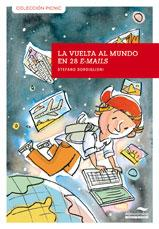 COLECCIÓN PICNIC
LA VUELTA AL MUNDO
EN 28 E-MAILS
STEFANO BORDIGLIONI